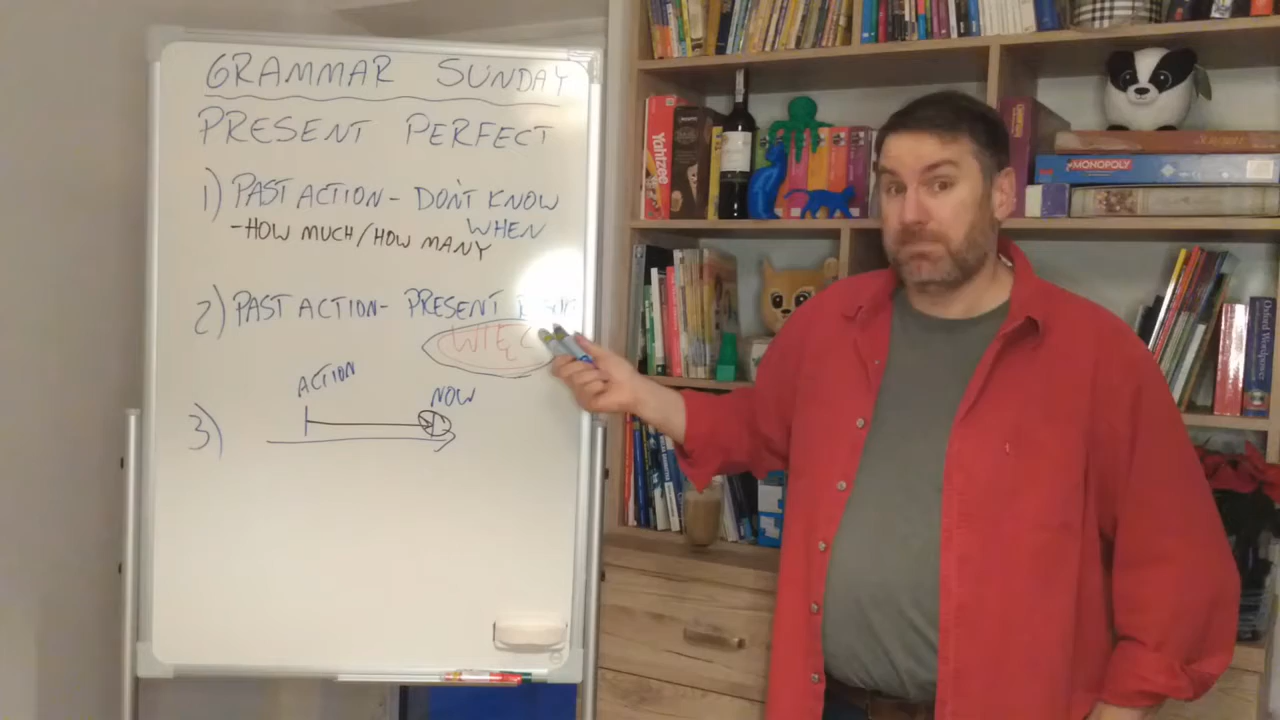 GRAMMAR SUNDAY
PRESENT PERFECT
1) PAST ACTION - DON'T KNOW
WHEN
- HOW MUCH / HOW MANY
2) PAST ACTION - PRESENT
WIĘC
ACTION
NOW
3)
Yahtzee
MONOPOLY